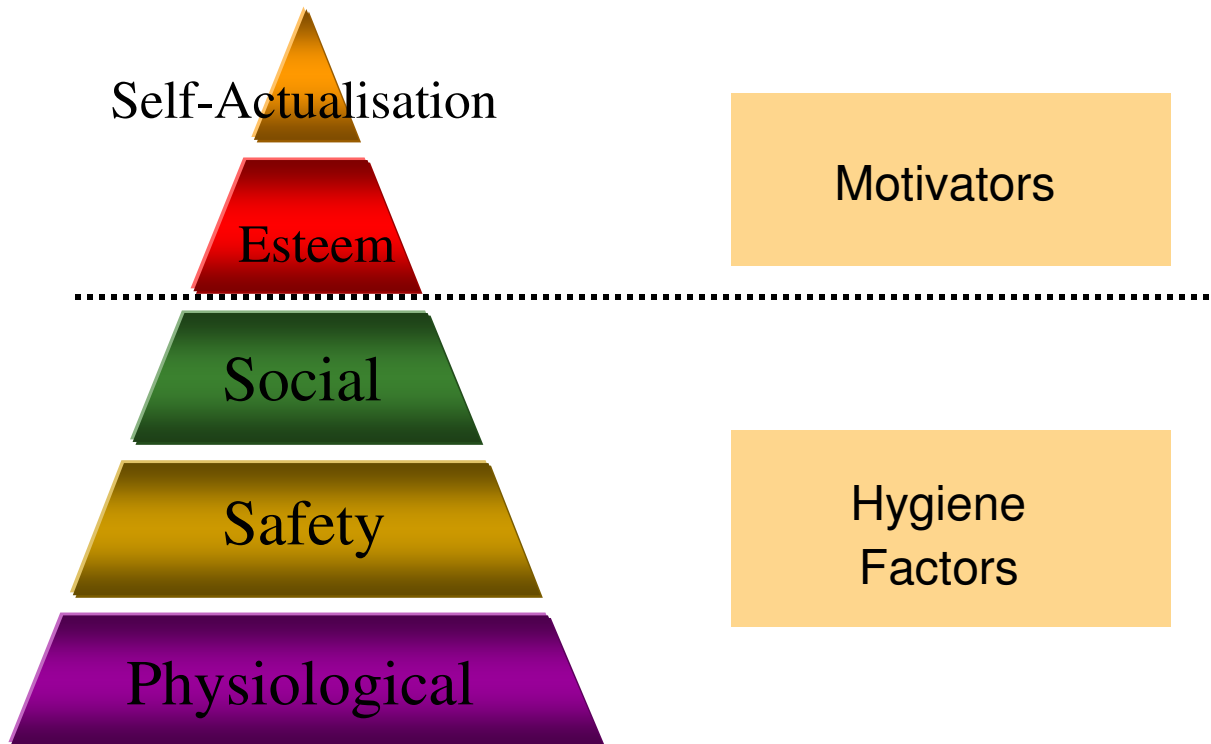 Self-Actualisation
Motivators
Esteem
Social
Hygiene
Factors
Safety
Physiological